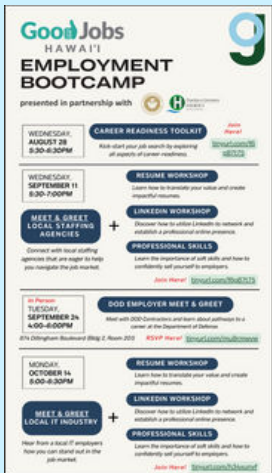 Good Jobs
HAWAI'I
EMPLOYMENT
BOOTCAMP
presented in partnership with
WEDNESDAY,
AUGUST 28
5:30-6:30PM
CAREER READINESS TOOLKIT
Kick-start your job search by exploring
all aspects of career-readiness.
Join
Here!
WEDNESDAY,
SEPTEMBER 11
5:30-7:00PM
RESUME WORKSHOP
Learn how to translate your value and create
impactful resumes.
MEET & GREET
LOCAL STAFFING
AGENCIES
+
LINKEDIN WORKSHOP
Discover how to utilize LinkedIn to network and
establish a professional online presence.
Connect with local staffing
agencies that are eager to help
you navigate the job market.
PROFESSIONAL SKILLS
Learn the importance of soft skills and how to
confidently sell yourself to employers.
Join Here!
In Person
TUESDAY,
SEPTEMBER 24
4:00-6:00PM
DOD EMPLOYER MEET & GREET
Meet with DOD Contractors and learn about pathways to a
career at the Department of Defense.
874 Dillingham Boulevard (Bldg 2, Room 201)
RSVP Here!
MONDAY,
OCTOBER 14
5:00-6:30PM
RESUME WORKSHOP
Learn how to translate your value and create
impactful resumes.
MEET & GREET
LOCAL IT INDUSTRY
+
LINKEDIN WORKSHOP
Discover how to utilize LinkedIn to network and
establish a professional online presence.
Hear from a local IT employers
how you can stand out in the
job market.
PROFESSIONAL SKILLS
Learn the importance of soft skills and how to
confidently sell yourself to employers.
Join Here!